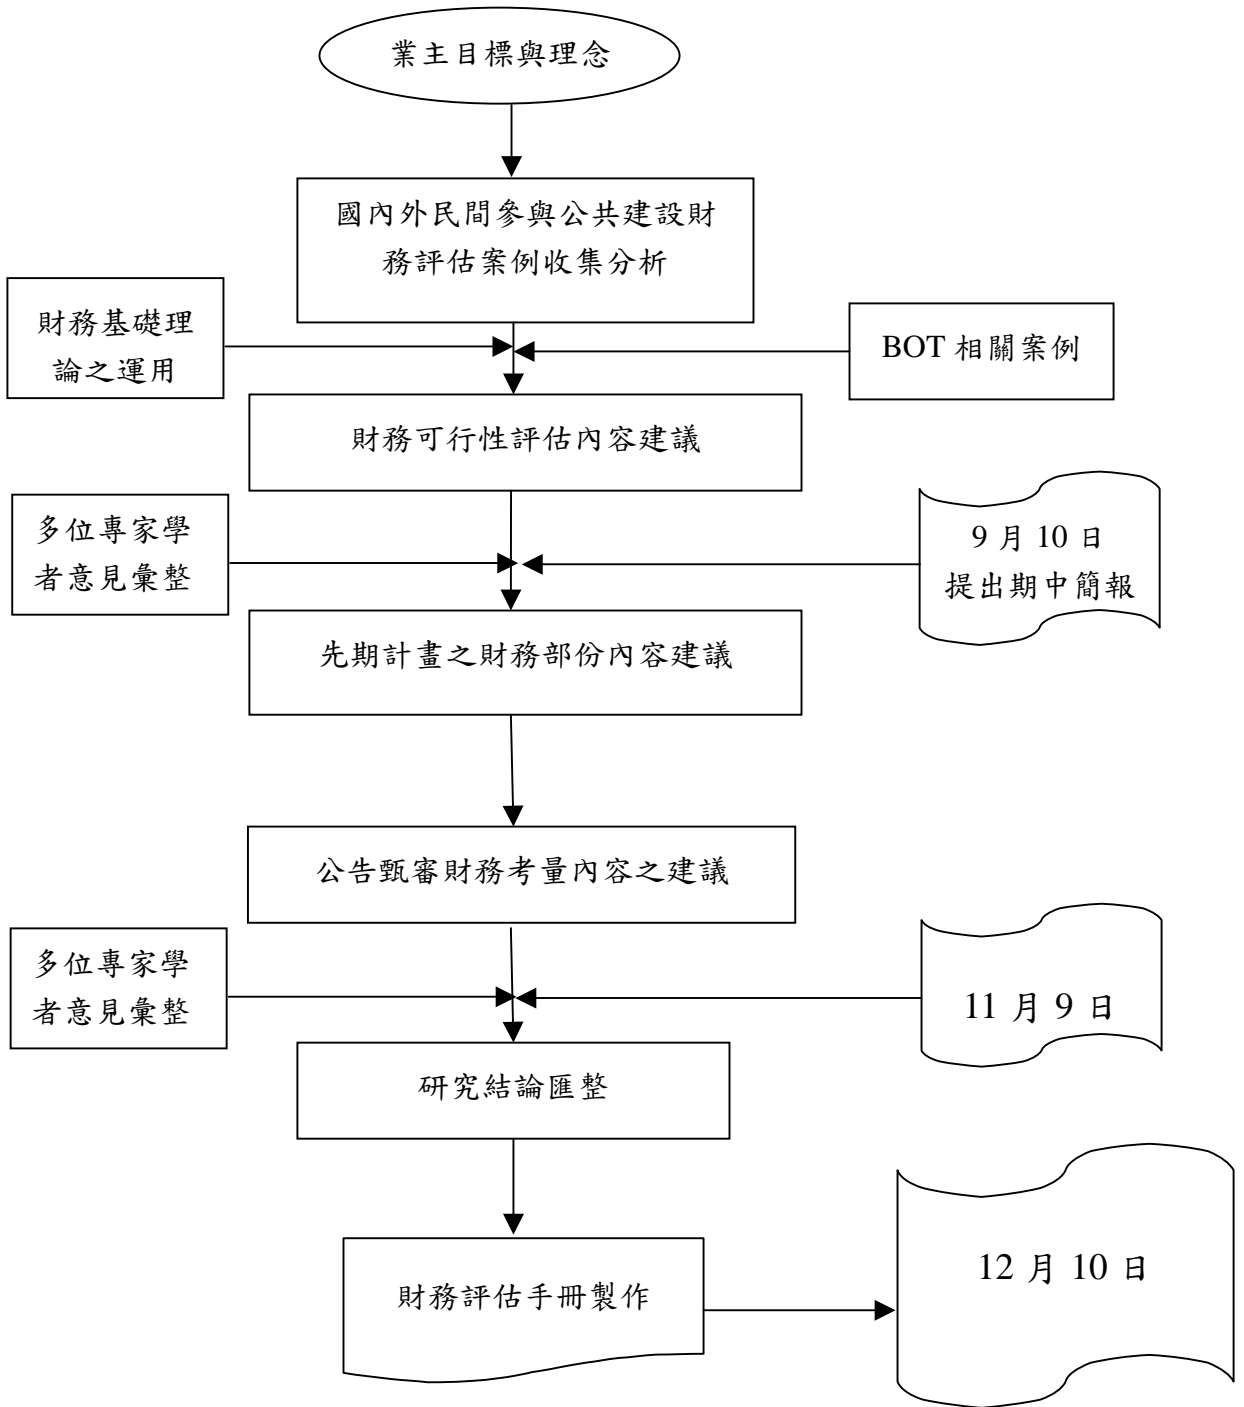 業主目標與理念
國內外民間參與公共建設財
務評估案例收集分析
財務基礎理
論之運用
BOT 相關案例
財務可行性評估內容建議
多位專家學
者意見彙整
9 月 10 日
提出期中簡報
先期計畫之財務部份內容建議
公告甄審財務考量內容之建議
多位專家學
者意見彙整
11 月 9 日
研究結論匯整
財務評估手冊製作
12 月 10 日